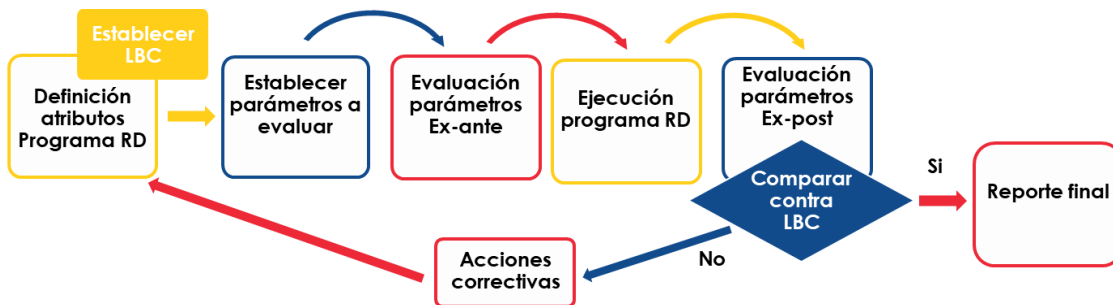 Establecer
LBC
Definición
atributos
Programa RD
Establecer
parámetros a
evaluar
Evaluación
parámetros
Ex-ante
Ejecución
programa RD
Evaluación
parámetros
Ex-post
Comparar
contra
LBC
Si
Reporte final
No
Acciones
correctivas